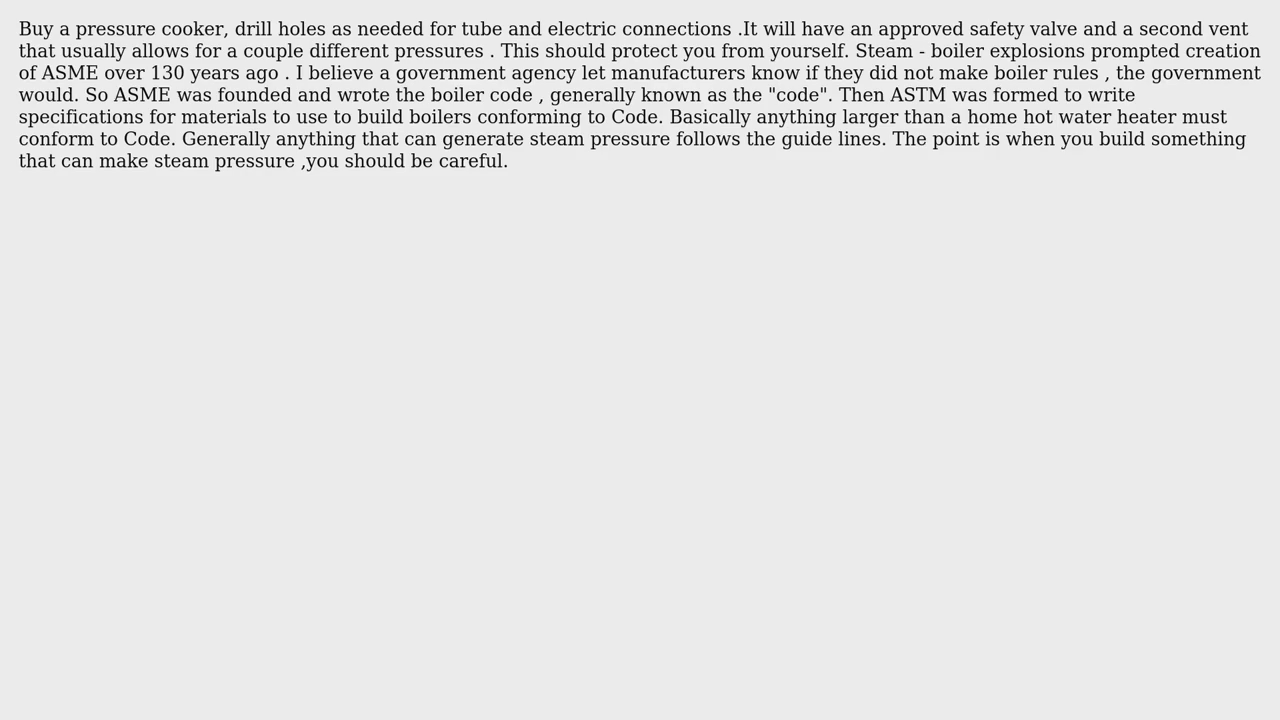 Buy a pressure cooker, drill holes as needed for tube and electric connections .It will have an approved safety valve and a second vent
that usually allows for a couple different pressures . This should protect you from yourself. Steam - boiler explosions prompted creation
of ASME over 130 years ago . I believe a government agency let manufacturers know if they did not make boiler rules , the government
would. So ASME was founded and wrote the boiler code , generally known as the "code". Then ASTM was formed to write
specifications for materials to use to build boilers conforming to Code. Basically anything larger than a home hot water heater must
conform to Code. Generally anything that can generate steam pressure follows the guide lines. The point is when you build something
that can make steam pressure ,you should be careful.